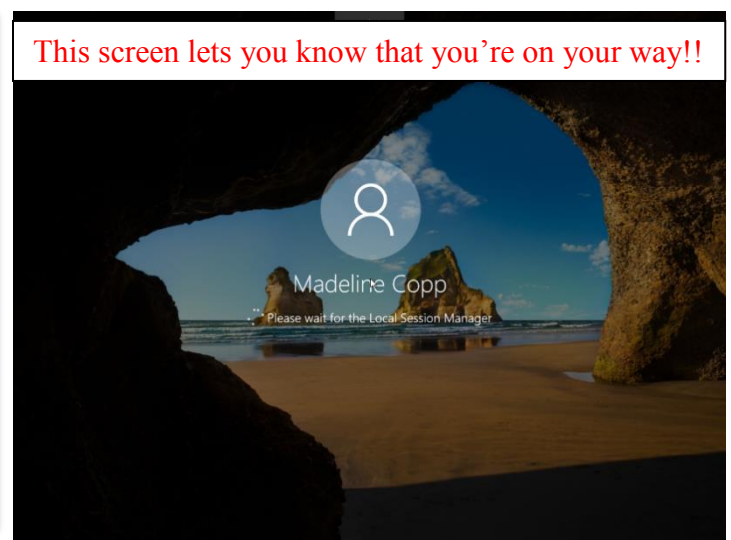 This screen lets you know that you’re on your way!!
Madeline Copp
Please wait for the Local Session Manager